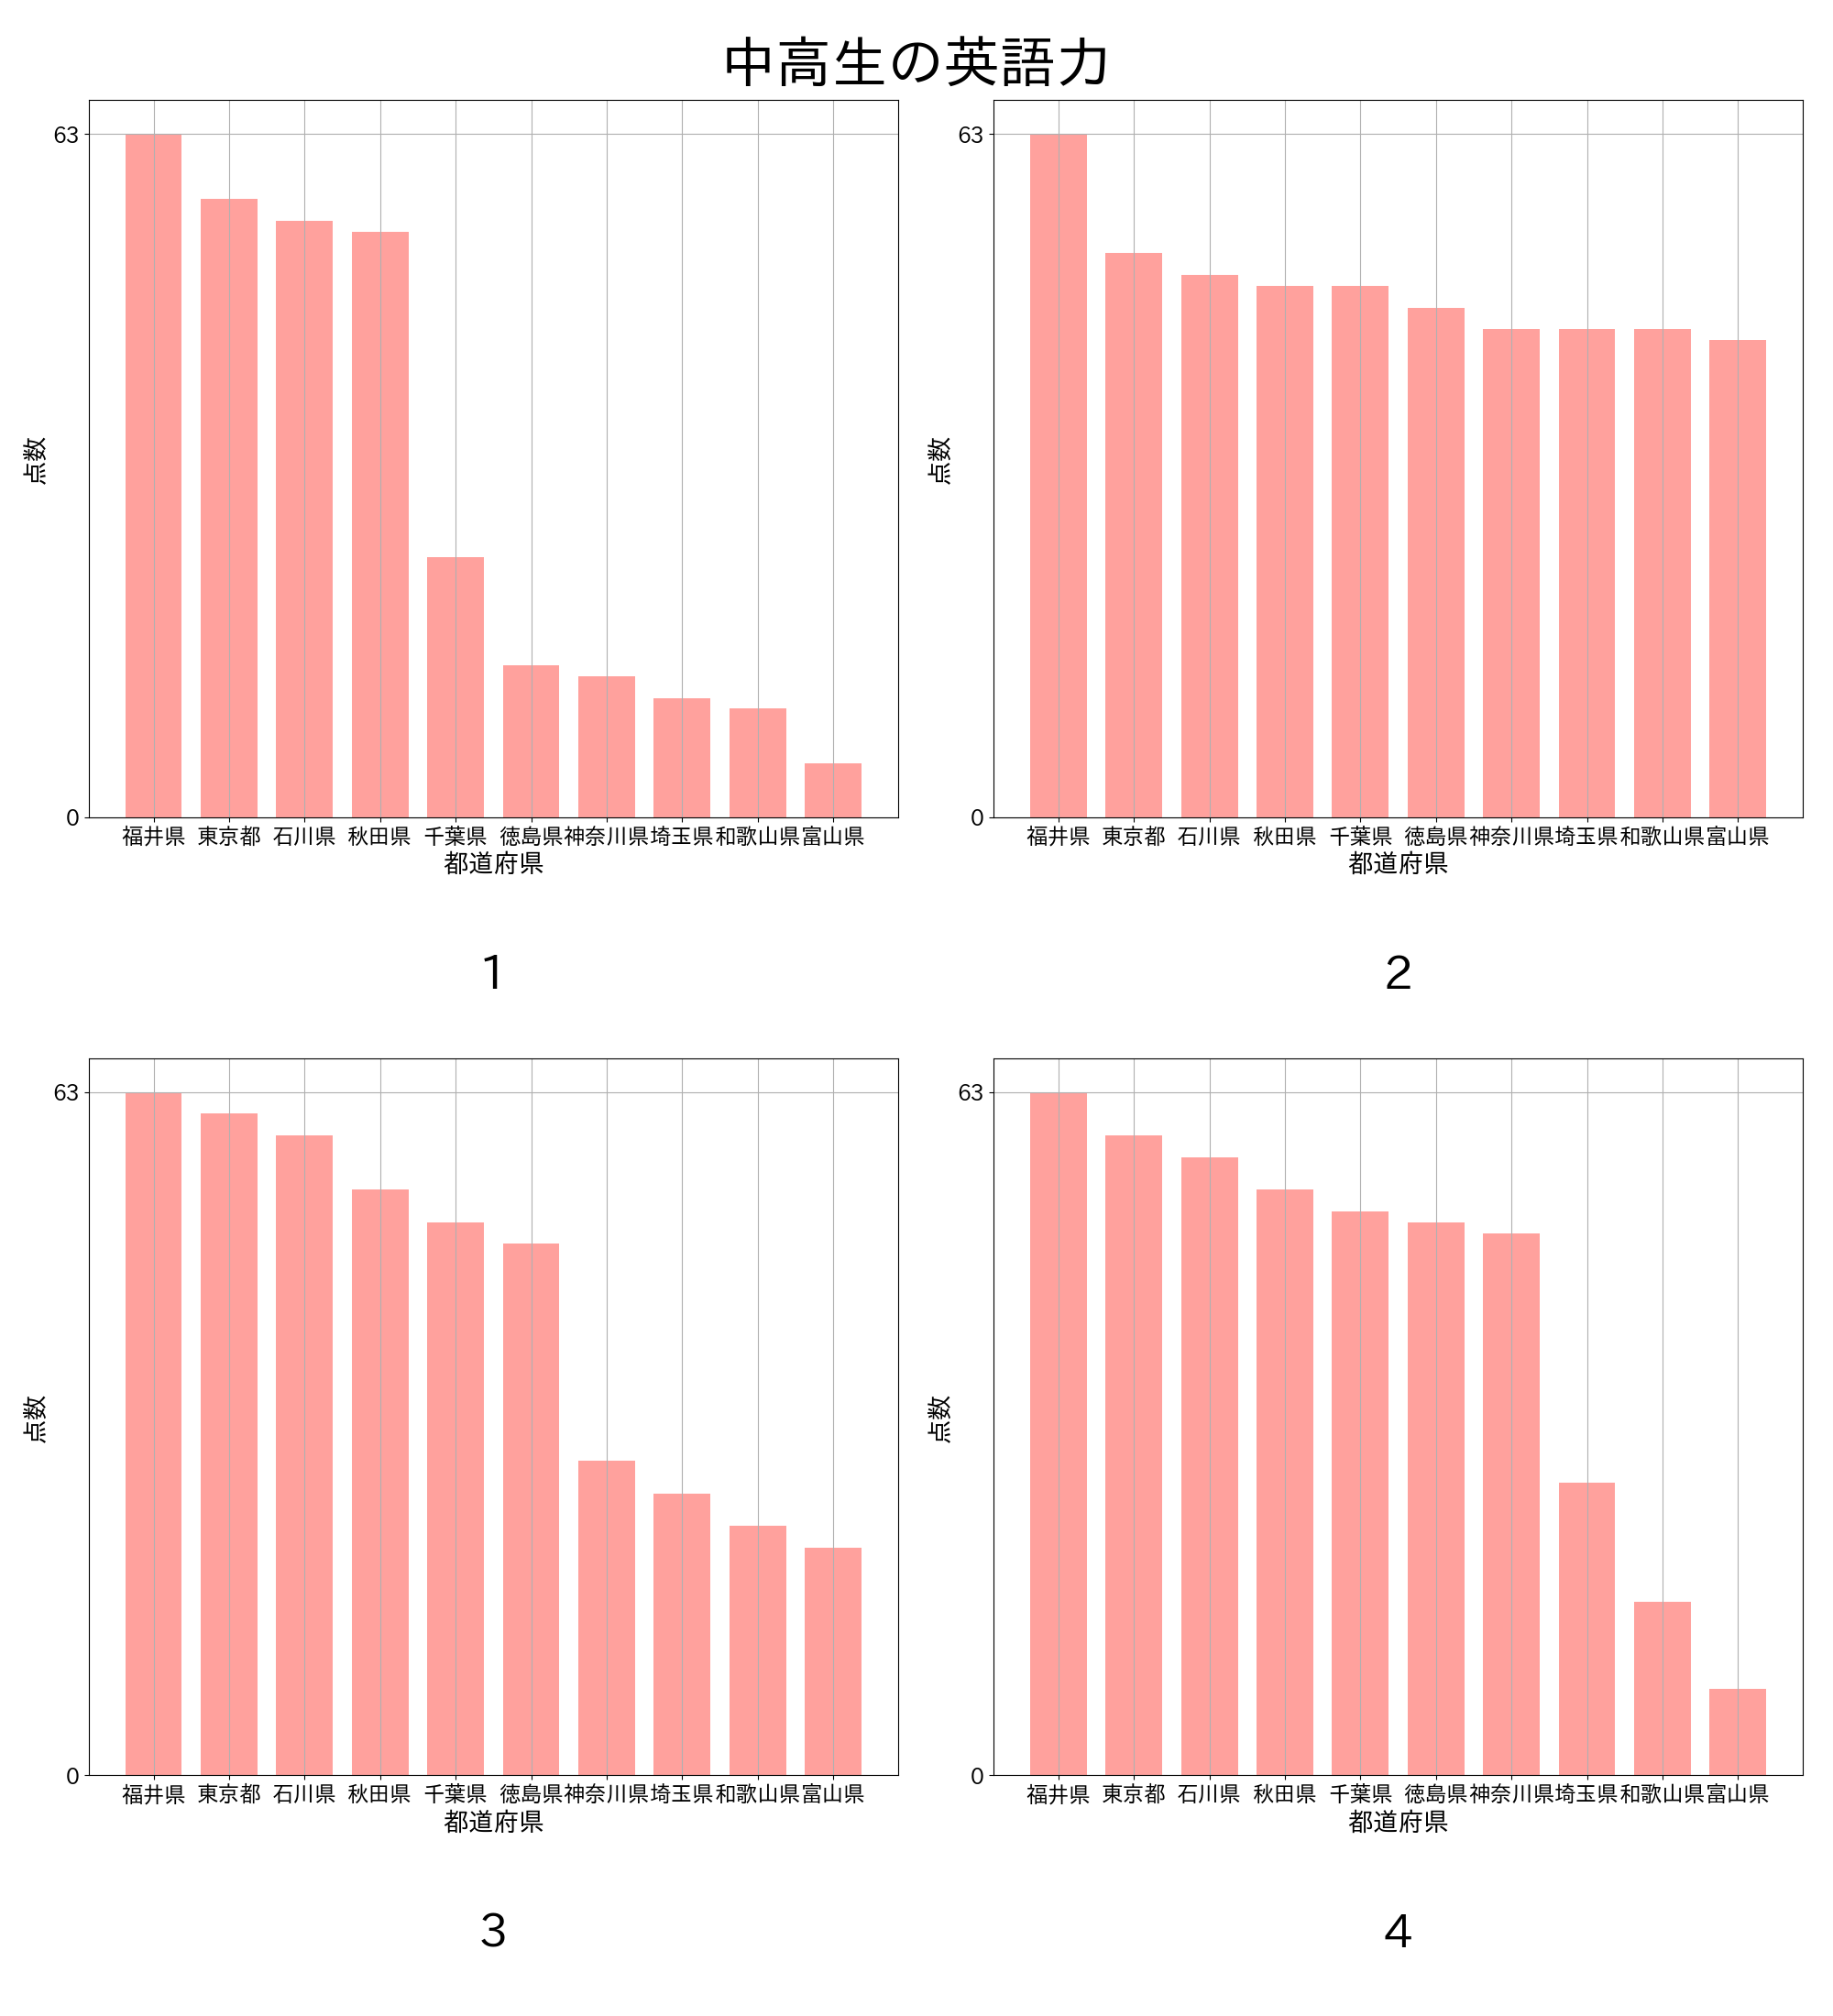 中高生の英語力
63
点数
0
福井県 東京都 石川県 秋田県 千葉県 徳島県 神奈川県 埼玉県 和歌山県 富山県
都道府県
1
63
点数
0
福井県 東京都 石川県 秋田県 千葉県 徳島県 神奈川県 埼玉県 和歌山県 富山県
都道府県
2
63
点数
0
福井県 東京都 石川県 秋田県 千葉県 徳島県 神奈川県 埼玉県 和歌山県 富山県
都道府県
3
63
点数
0
福井県 東京都 石川県 秋田県 千葉県 徳島県 神奈川県 埼玉県 和歌山県 富山県
都道府県
4